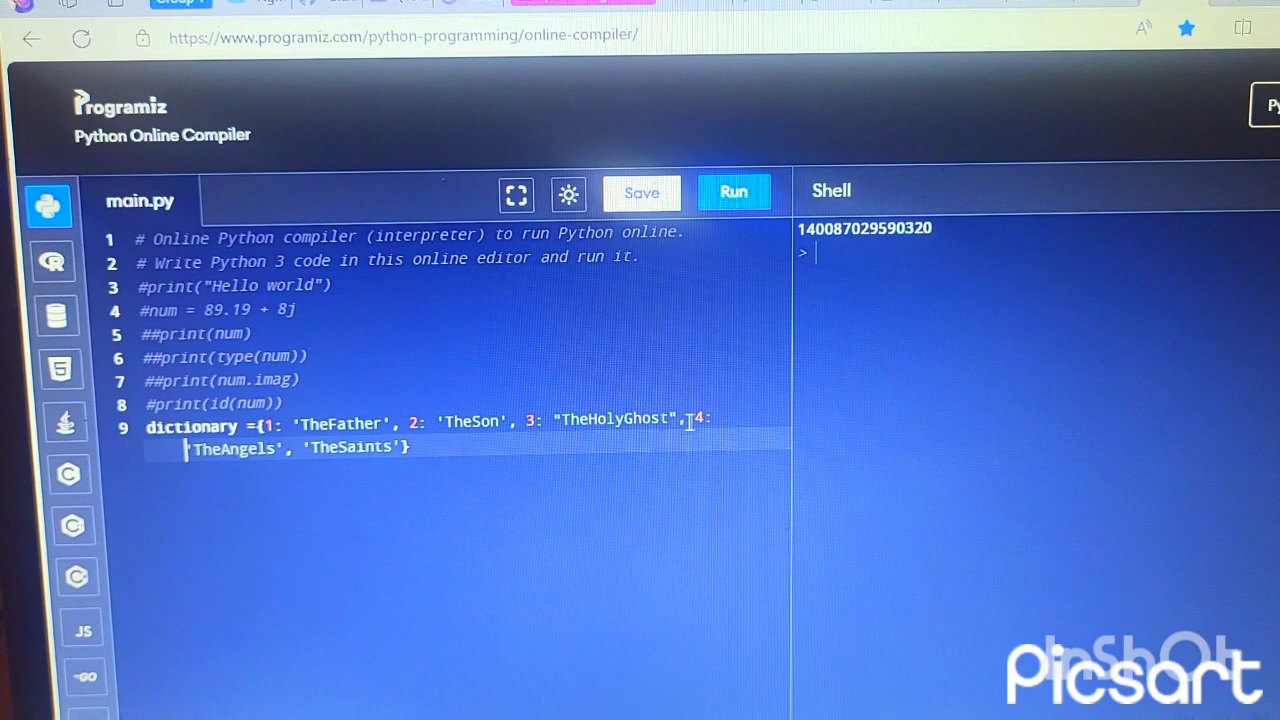 https://www.programiz.com/python-programming/online-compiler/
Programiz
Python Online Compiler
main.py
Save
Run
Shell
1 # Online Python compiler (interpreter) to run Python online.
2 # Write Python 3 code in this online editor and run it.
3 #print("Hello world")
4 #num = 89.19 + 8j
5 ##print(num)
6 ##print(type(num))
7 ##print(num.imag)
8 #print(id(num))
9 dictionary ={1: 'TheFather', 2: 'TheSon', 3: "TheHolyGhost", 4:
'TheAngels', 'TheSaints'}
140087029590320
>
JS
GO
InShOt
Picsart